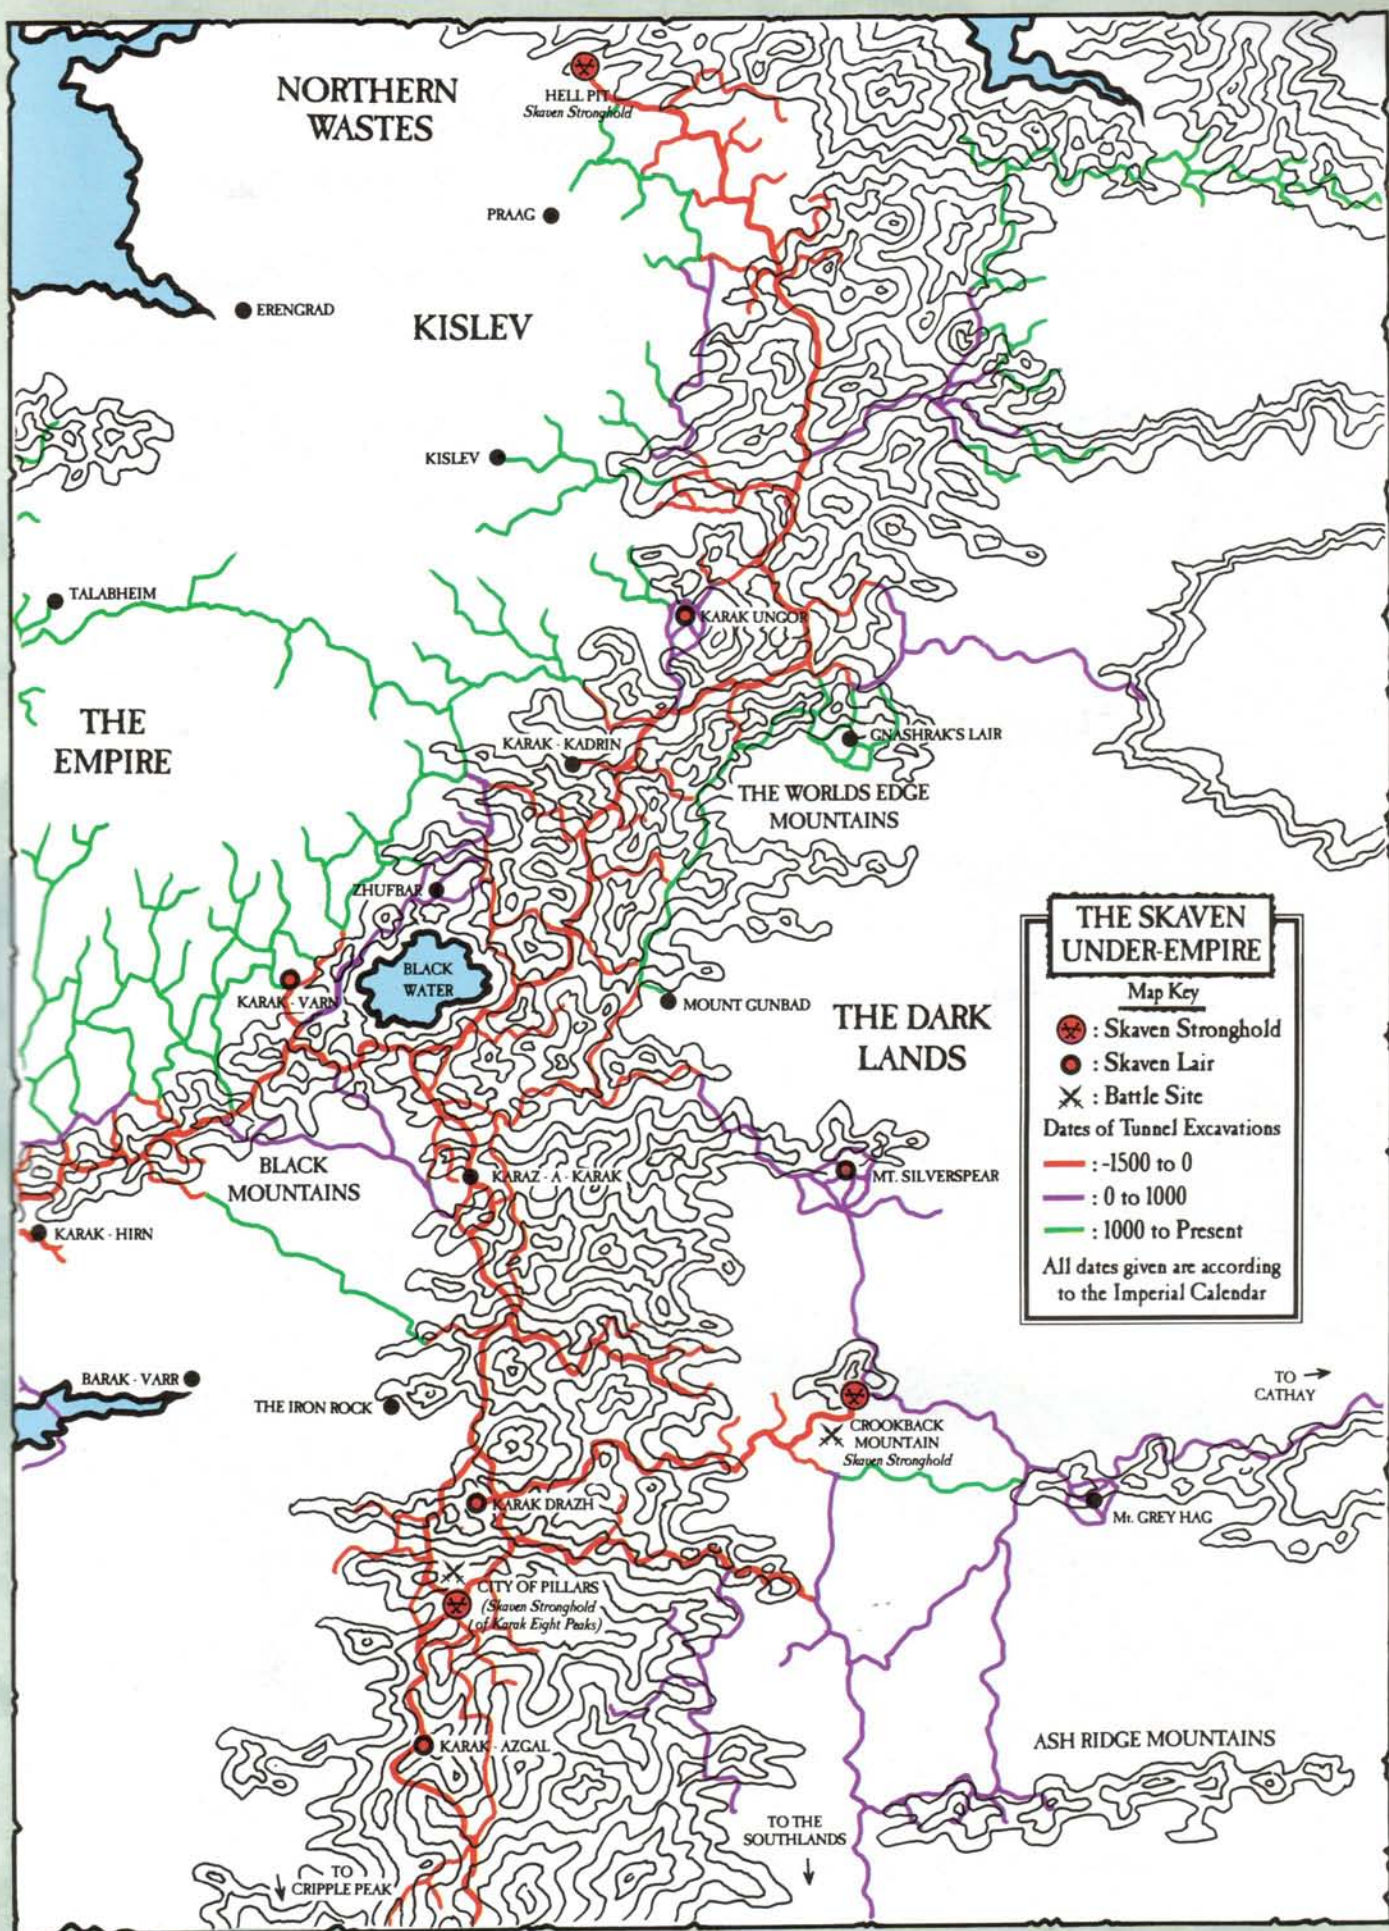 NORTHERN
WASTES
HELL PIT
Skaven Stronghold
PRAAG
ERENGRAD
KISLEV
KISLEV
TALABHEIM
KARAK UNGOR
THE
EMPIRE
KARAK - KADRIN
GNASHRAK'S LAIR
THE WORLDS EDGE
MOUNTAINS
ZHUFBAR
BLACK
WATER
KARAK - VARN
MOUNT GUNBAD
THE DARK
LANDS
THE SKAVEN
UNDER-EMPIRE
Map Key
: Skaven Stronghold
: Skaven Lair
: Battle Site
Dates of Tunnel Excavations
: -1500 to 0
: 0 to 1000
: 1000 to Present
All dates given are according
to the Imperial Calendar
BLACK
MOUNTAINS
KARAZ - A - KARAK
MT. SILVERSPEAR
KARAK - HIRN
BARAK - VARR
THE IRON ROCK
TO
CATHAY
CROOKBACK
MOUNTAIN
Skaven Stronghold
KARAK DRAZH
Mt. GREY HAG
CITY OF PILLARS
(Skaven Stronghold
of Karak Eight Peaks)
KARAK - AZGAL
ASH RIDGE MOUNTAINS
TO THE
SOUTHLANDS
TO
CRIPPLE PEAK